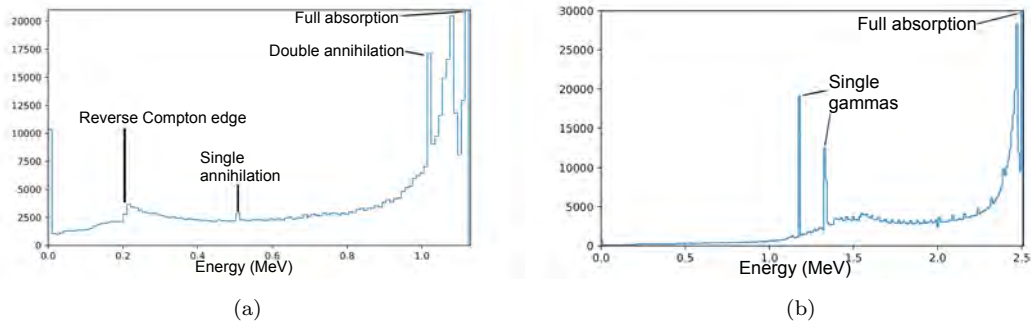 20000
17500
15000
12500
10000
7500
5000
2500
0
0.0 0.2 0.4 0.6 0.8 1.0
Energy (MeV)
Full absorption
Double annihilation
Reverse Compton edge
Single
annihilation
(a)
30000
25000
20000
15000
10000
5000
0
0.0 0.5 1.0 1.5 2.0 2.5
Energy (MeV)
Full absorption
Single
gammas
(b)